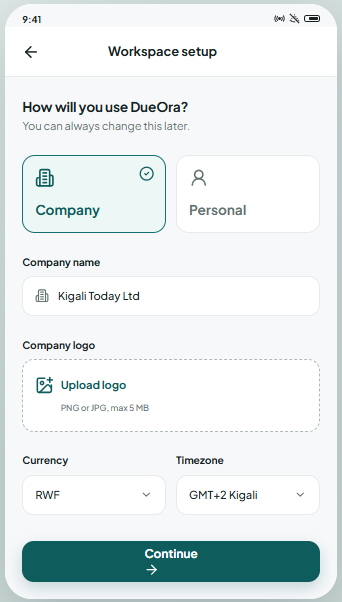 9:41
Workspace setup
How will you use DueOra?
You can always change this later.
Company
Personal
Company name
Kigali Today Ltd
Company logo
Upload logo
PNG or JPG, max 5 MB
Currency
Timezone
RWF
GMT+2 Kigali
Continue